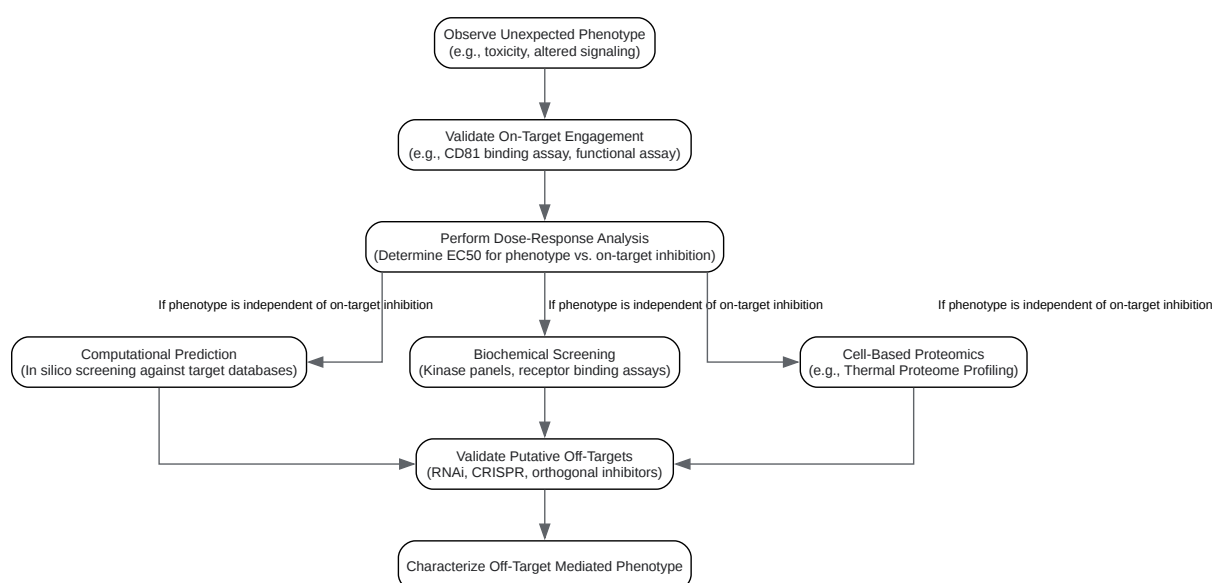 Observe Unexpected Phenotype
(e.g., toxicity, altered signaling)
Validate On-Target Engagement
(e.g., CD81 binding assay, functional assay)
Perform Dose-Response Analysis
(Determine EC50 for phenotype vs. on-target inhibition)
If phenotype is independent of on-target inhibition
If phenotype is independent of on-target inhibition
If phenotype is independent of on-target inhibition
Computational Prediction
(In silico screening against target databases)
Biochemical Screening
(Kinase panels, receptor binding assays)
Cell-Based Proteomics
(e.g., Thermal Proteome Profiling)
Validate Putative Off-Targets
(RNAi, CRISPR, orthogonal inhibitors)
Characterize Off-Target Mediated Phenotype